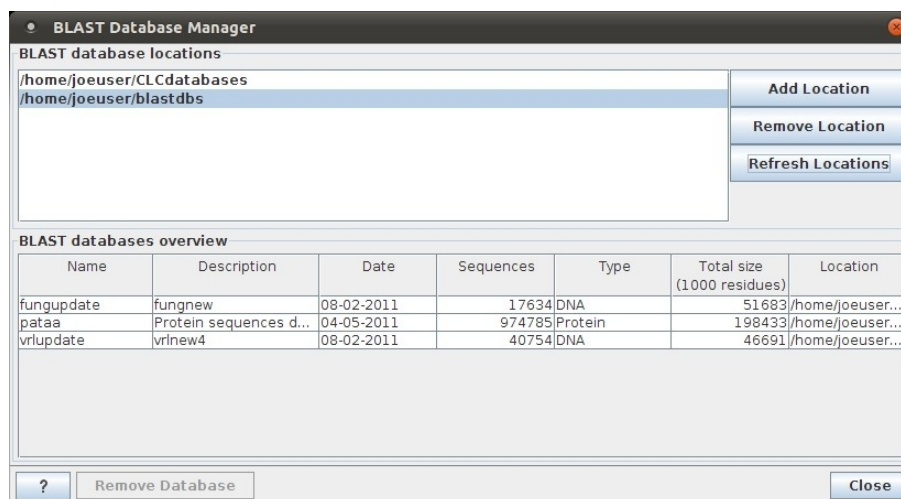 BLAST Database Manager
BLAST database locations
/home/joeuser/CLCdatabases
/home/joeuser/blastdbs
Add Location
Remove Location
Refresh Locations
BLAST databases overview
Name Description Date Sequences Type Total size (1000 residues) Location
fungupdate fungnew 08-02-2011 17634 DNA 51683 /home/joeuser...
pataa Protein sequences d... 04-05-2011 974785 Protein 198433 /home/joeuser...
vrlupdate vrlnew4 08-02-2011 40754 DNA 46691 /home/joeuser...
? Remove Database Close